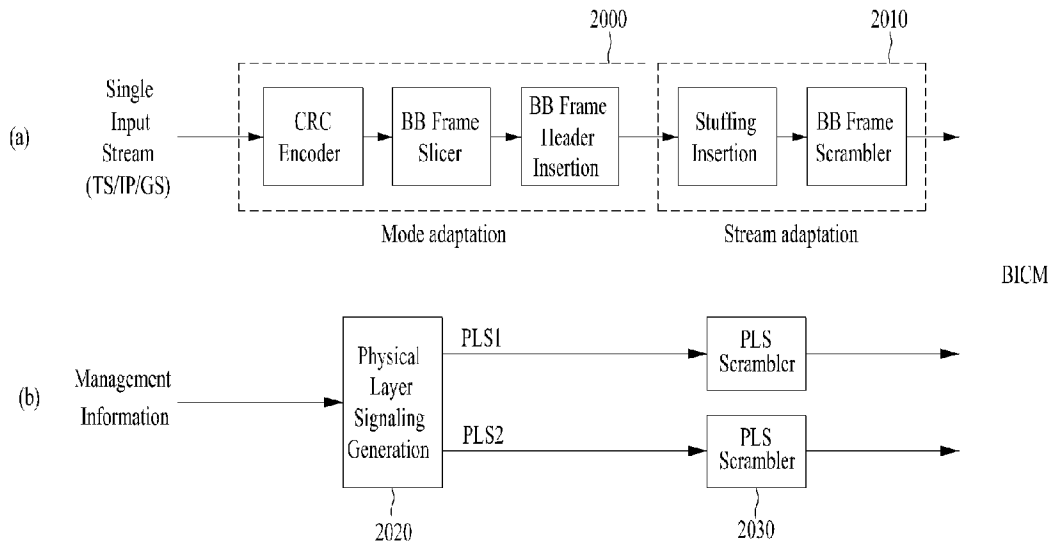 2000
2010
(a)
Single
Input
Stream
(TS/IP/GS)
CRC
Encoder
BB Frame
Slicer
BB Frame
Header
Insertion
Stuffing
Insertion
BB Frame
Scrambler
Mode adaptation
Stream adaptation
BICM
(b)
Management
Information
Physical
Layer
Signaling
Generation
PLS1
PLS2
PLS
Scrambler
PLS
Scrambler
2020
2030